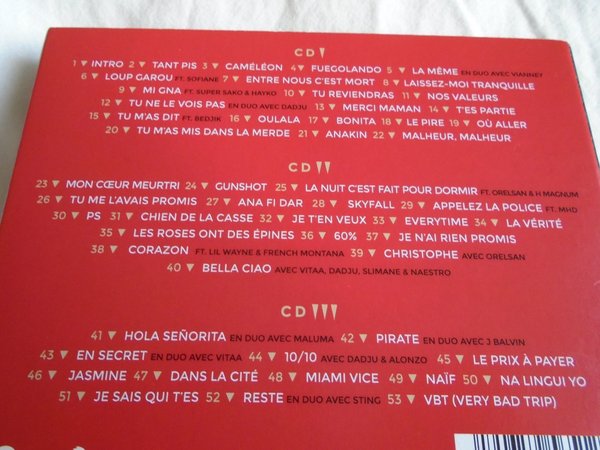 CD I
1 ▼ INTRO 2 ▼ TANT PIS 3 ▼ CAMÉLÉON 4 ▼ FUEGOLANDO 5 ▼ LA MÊME EN DUO AVEC VIANNEY
6 ▼ LOUP GAROU FT. SOFIANE 7 ▼ ENTRE NOUS C'EST MORT 8 ▼ LAISSEZ-MOI TRANQUILLE
9 ▼ MI GNA FT. SUPER SAKO & HAYKO 10 ▼ TU REVIENDRAS 11 ▼ NOS VALEURS
12 ▼ TU NE LE VOIS PAS EN DUO AVEC DADJU 13 ▼ MERCI MAMAN 14 ▼ T'ES PARTIE
15 ▼ TU M'AS DIT FT. BEDJIK 16 ▼ OULALA 17 ▼ BONITA 18 ▼ LE PIRE 19 ▼ OÙ ALLER
20 ▼ TU M'AS MIS DANS LA MERDE 21 ▼ ANAKIN 22 ▼ MALHEUR, MALHEUR
CD II
23 ▼ MON CŒUR MEURTRI 24 ▼ GUNSHOT 25 ▼ LA NUIT C'EST FAIT POUR DORMIR FT. ORELSAN & H MAGNUM
26 ▼ TU ME L'AVAIS PROMIS 27 ▼ ANA FI DAR 28 ▼ SKYFALL 29 ▼ APPELEZ LA POLICE FT. MHD
30 ▼ PS 31 ▼ CHIEN DE LA CASSE 32 ▼ JE T'EN VEUX 33 ▼ EVERYTIME 34 ▼ LA VÉRITÉ
35 ▼ LES ROSES ONT DES ÉPINES 36 ▼ 60% 37 ▼ JE N'AI RIEN PROMIS
38 ▼ CORAZON FT. LIL WAYNE & FRENCH MONTANA 39 ▼ CHRISTOPHE AVEC ORELSAN
40 ▼ BELLA CIAO AVEC VITAA, DADJU, SLIMANE & NAESTRO
CD III
41 ▼ HOLA SEÑORITA EN DUO AVEC MALUMA 42 ▼ PIRATE EN DUO AVEC J BALVIN
43 ▼ EN SECRET EN DUO AVEC VITAA 44 ▼ 10/10 AVEC DADJU & ALONZO 45 ▼ LE PRIX À PAYER
46 ▼ JASMINE 47 ▼ DANS LA CITÉ 48 ▼ MIAMI VICE 49 ▼ NAÏF 50 ▼ NA LINGUI YO
51 ▼ JE SAIS QUI T'ES 52 ▼ RESTE EN DUO AVEC STING 53 ▼ VBT (VERY BAD TRIP)